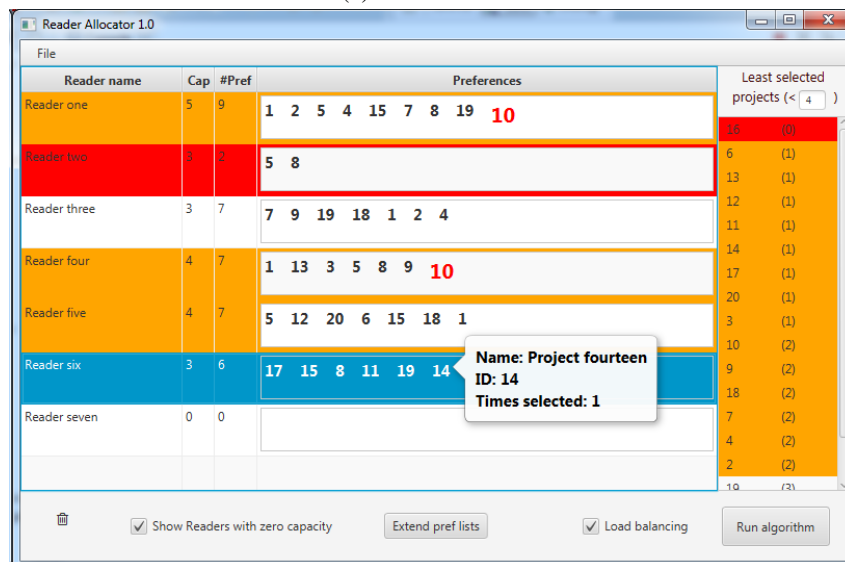 Reader Allocator 1.0
File
Reader name Cap #Pref Preferences
Reader one 5 9 1 2 5 4 15 7 8 19 10
Reader two 3 2 5 8
Reader three 3 7 7 9 19 18 1 2 4
Reader four 4 7 1 13 3 5 8 9 10
Reader five 4 7 5 12 20 6 15 18 1
Reader six 3 6 17 15 8 11 19 14
Name: Project fourteen
ID: 14
Times selected: 1
Reader seven 0 0
Least selected
projects (< 4 )
16 (0)
6 (1)
13 (1)
12 (1)
11 (1)
14 (1)
17 (1)
20 (1)
3 (1)
10 (2)
9 (2)
18 (2)
7 (2)
4 (2)
2 (2)
19 (3)
Show Readers with zero capacity Extend pref lists Load balancing Run algorithm